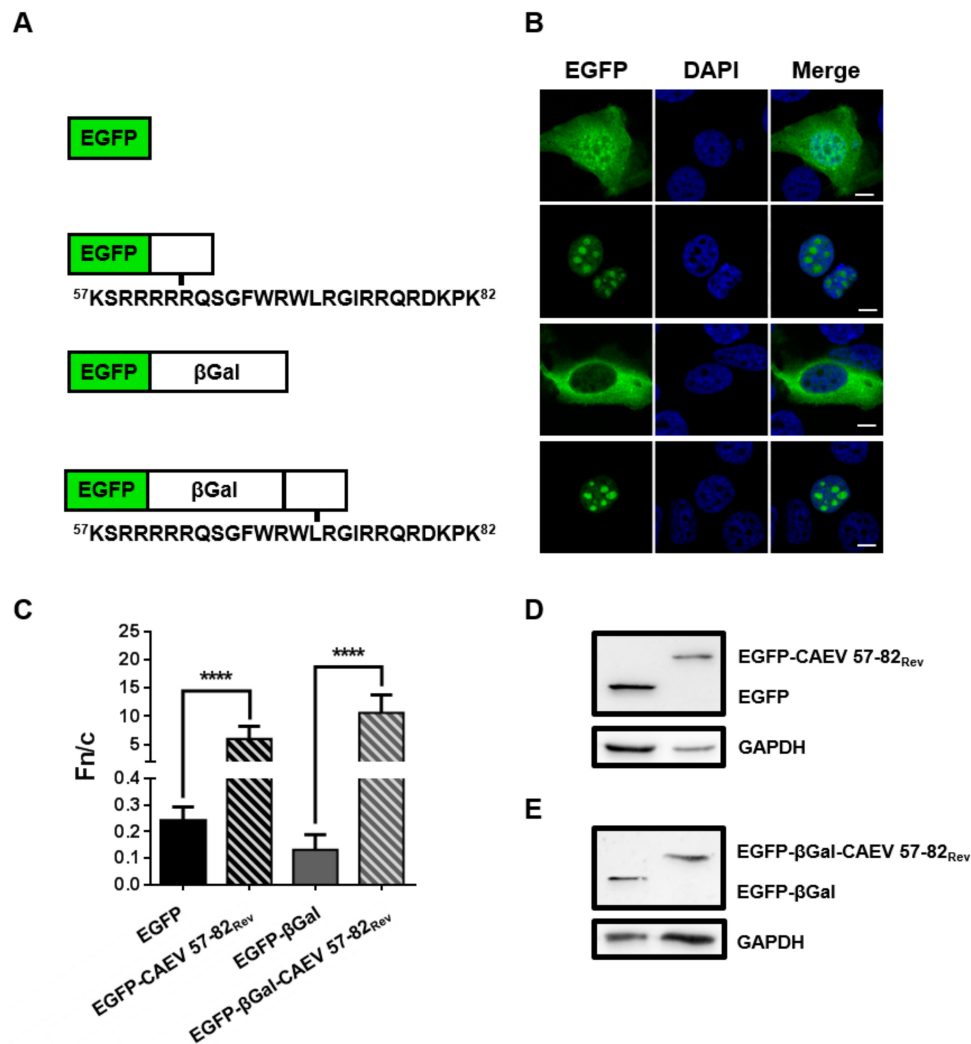 A
EGFP
EGFP
⁵⁷KSRRRRRQSGFWRWLRGIRRQRDKPK⁸²
EGFP βGal
EGFP βGal
⁵⁷KSRRRRRQSGFWRWLRGIRRQRDKPK⁸²
B
EGFP DAPI Merge
C
Fn/c
25
20
15
10
5
0.4
0.3
0.2
0.1
0.0
****
****
EGFP
EGFP-CAEV 57-82Rev
EGFP-βGal
EGFP-βGal-CAEV 57-82Rev
D
EGFP-CAEV 57-82Rev
EGFP
GAPDH
E
EGFP-βGal-CAEV 57-82Rev
EGFP-βGal
GAPDH